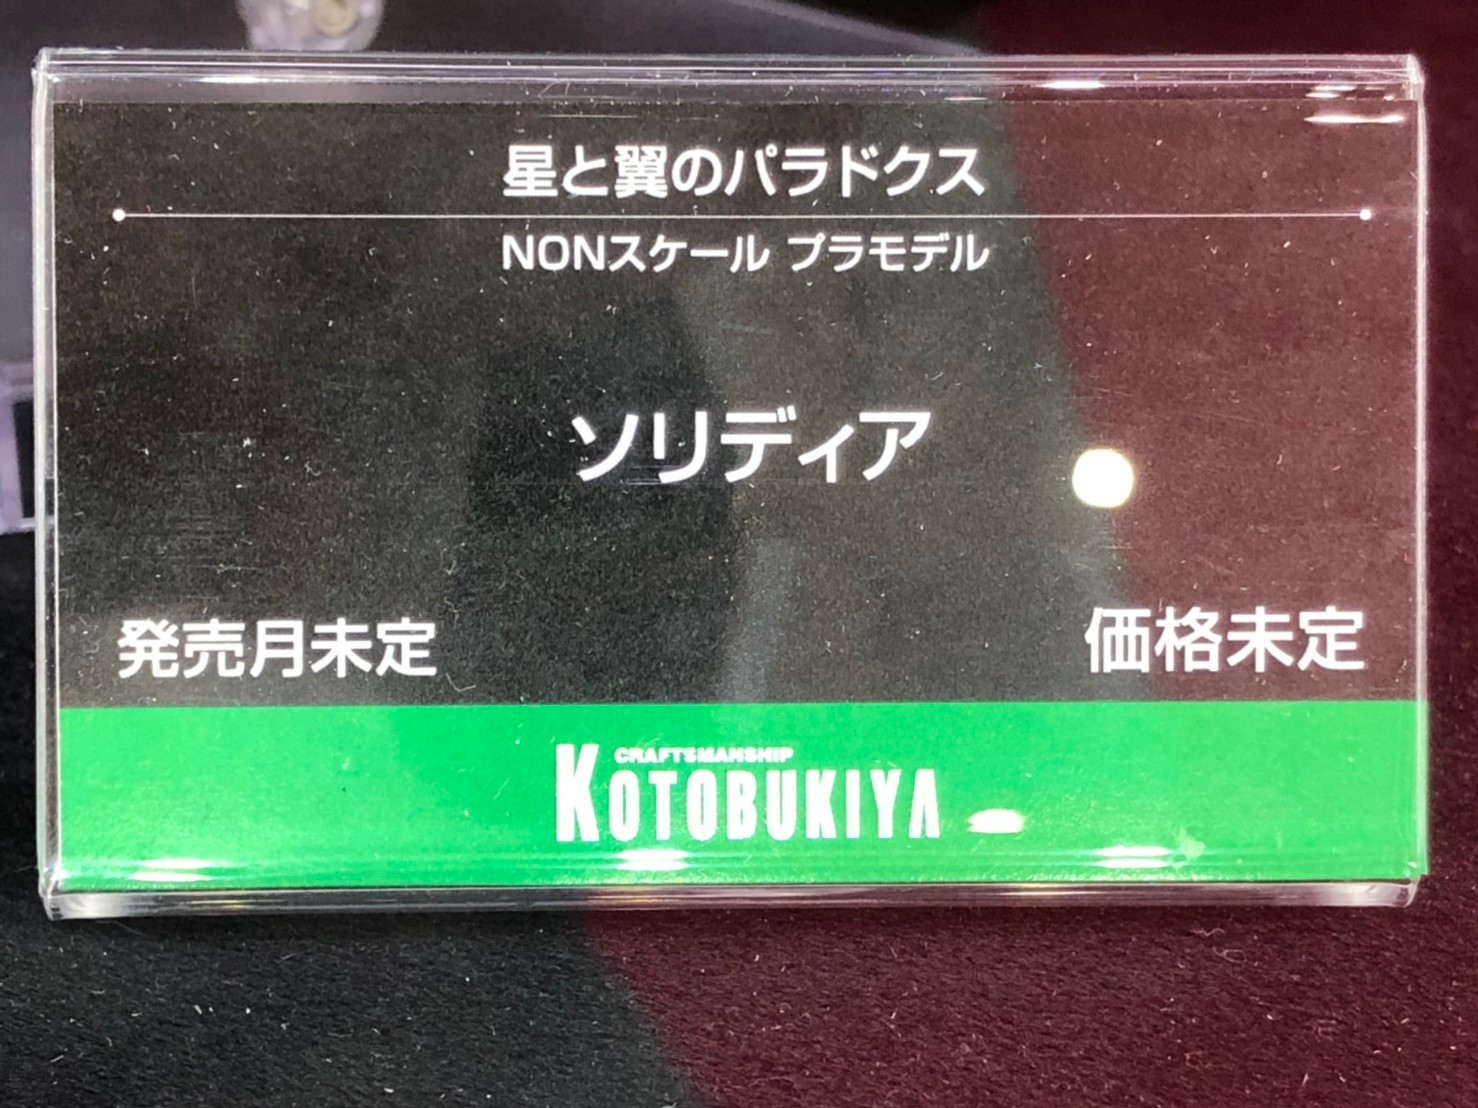 星と翼のパラドクス
NONスケール プラモデル
ソリディア
発売月未定
価格未定
CRAFTSMANSHIP
KOTOBUKIYA